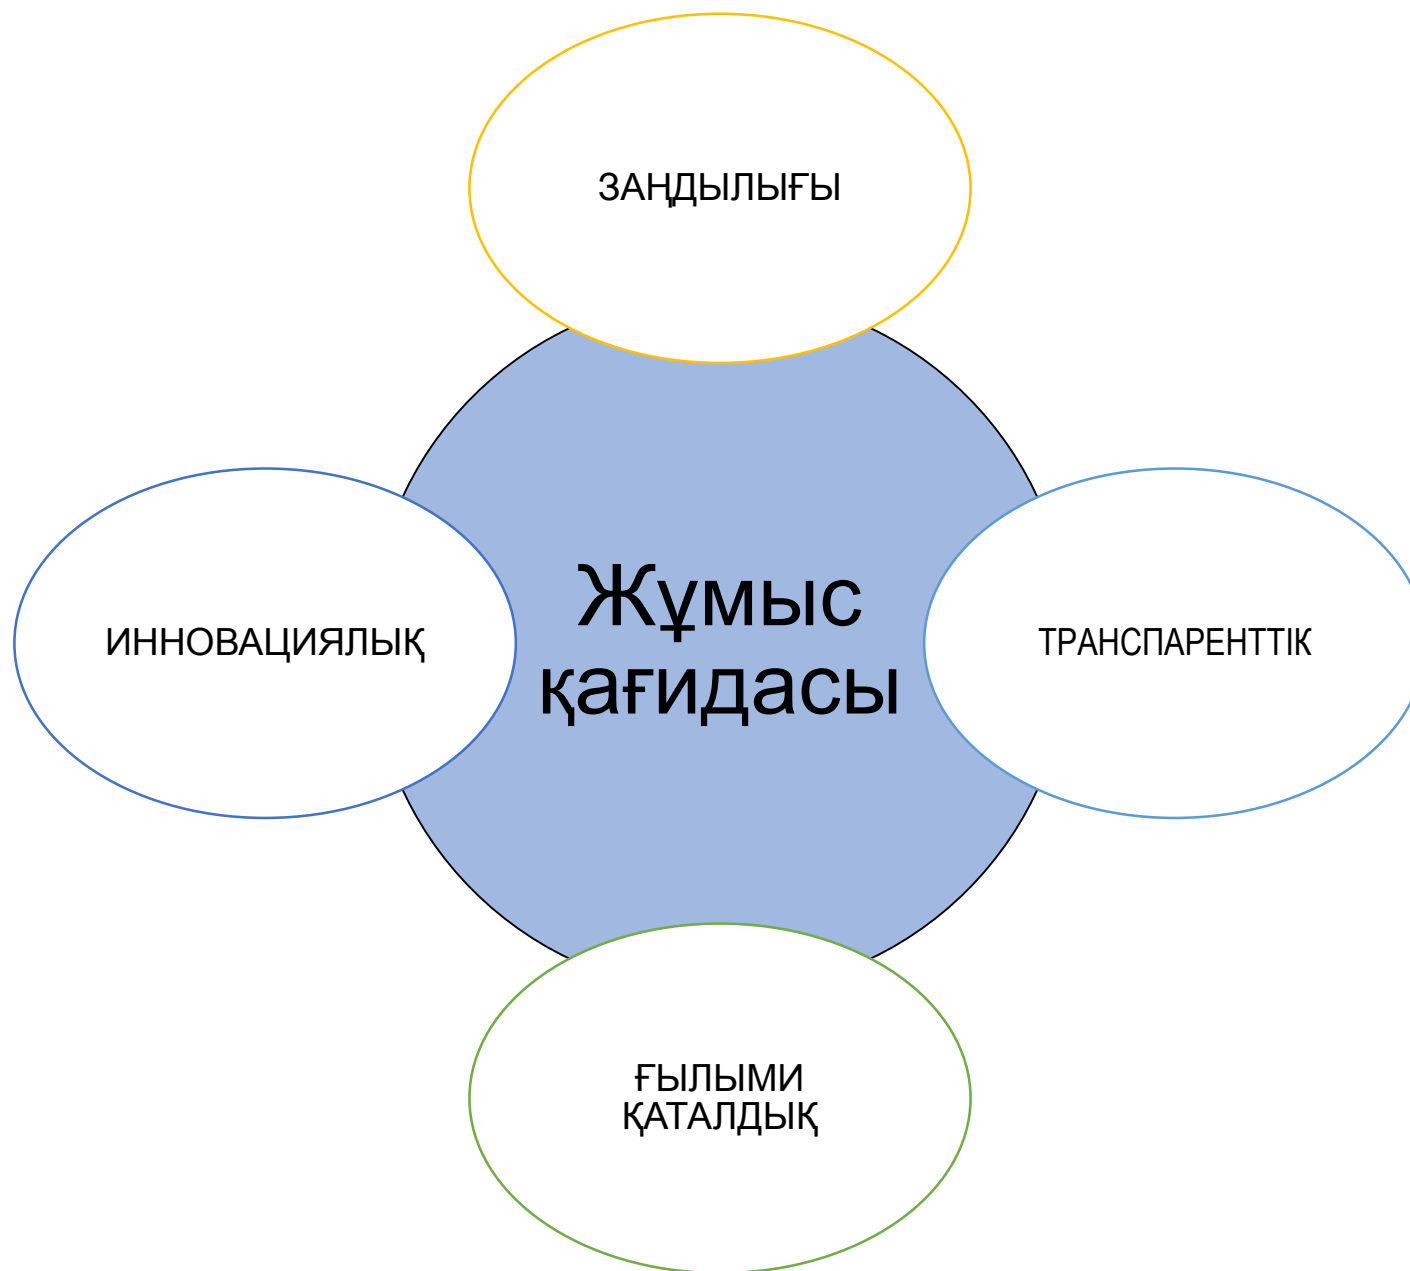 ЗАҢДЫЛЫҒЫ
ИННОВАЦИЯЛЫҚ
Жұмыс
қағидасы
ТРАНСПАРЕНТТІК
ҒЫЛЫМИ
ҚАТАЛДЫҚ